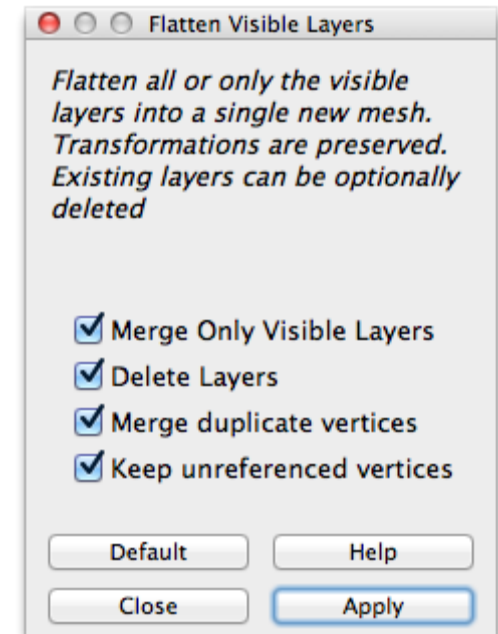 Flatten Visible Layers
Flatten all or only the visible
layers into a single new mesh.
Transformations are preserved.
Existing layers can be optionally
deleted
Merge Only Visible Layers
Delete Layers
Merge duplicate vertices
Keep unreferenced vertices
Default Help
Close Apply